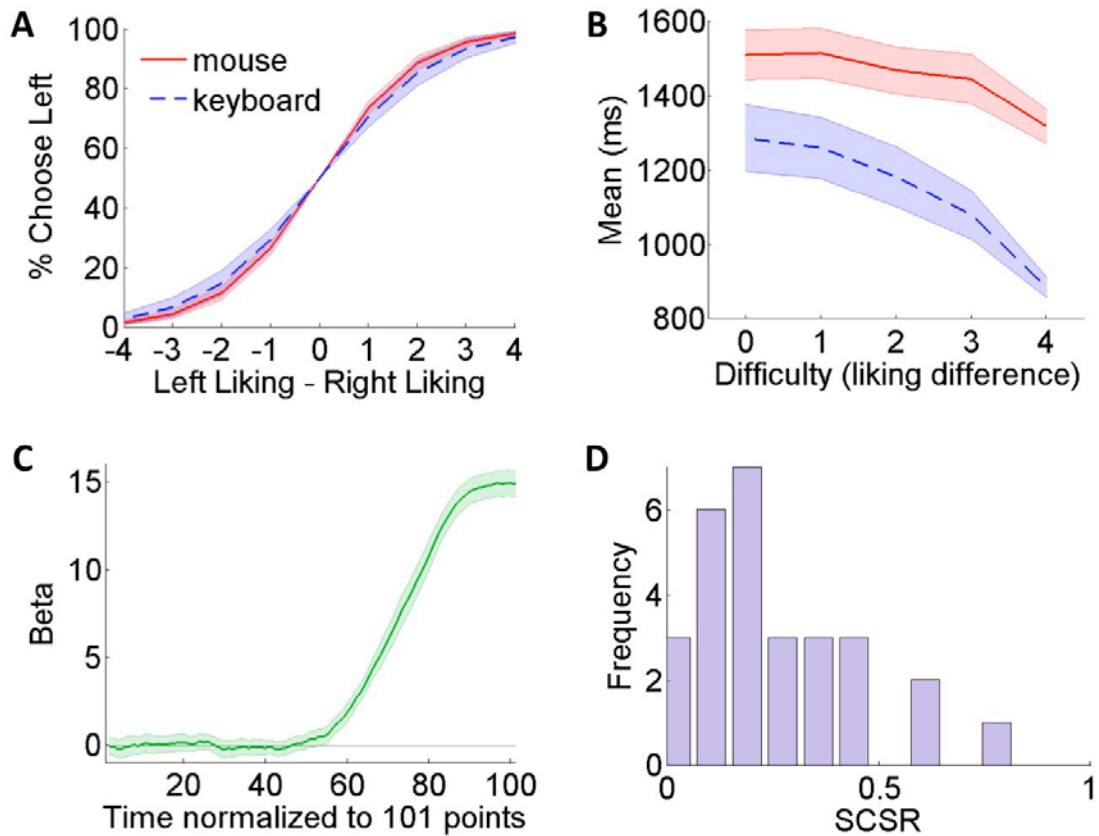 A
100
80
60
40
20
0
% Choose Left
mouse
keyboard
-4 -3 -2 -1 0 1 2 3 4
Left Liking - Right Liking
B
1600
1400
1200
1000
800
Mean (ms)
0 1 2 3 4
Difficulty (liking difference)
C
15
10
5
0
Beta
20 40 60 80 100
Time normalized to 101 points
D
6
4
2
0
Frequency
0 0.5 1
SCSR